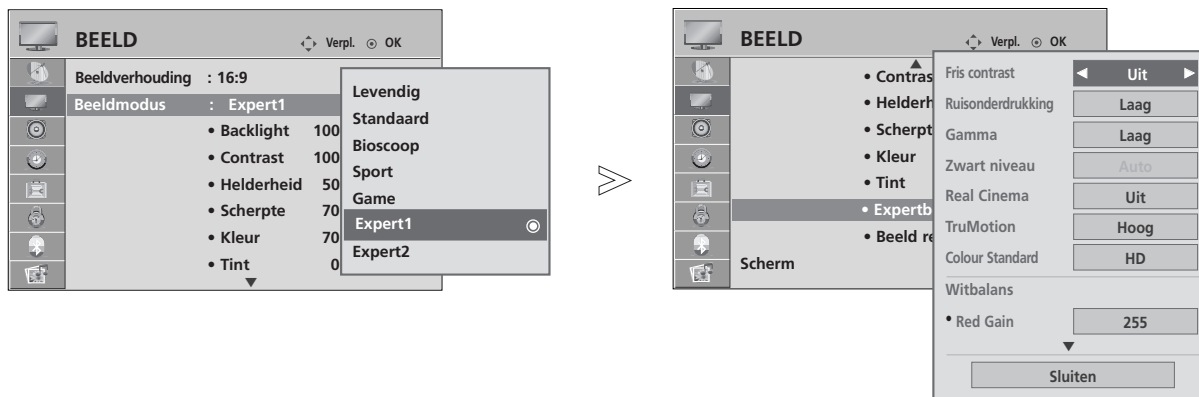 BEELD
Verpl. OK
Beeldverhouding : 16:9
Beeldmodus : Expert1
• Backlight 100
• Contrast 100
• Helderheid 50
• Scherpte 70
• Kleur 70
• Tint 0
Levendig
Standaard
Bioscoop
Sport
Game
Expert1
Expert2
BEELD
Verpl. OK
• Contras
• Helderh
• Scherpt
• Kleur
• Tint
• Expertb
• Beeld re
Scherm
Fris contrast Uit
Ruisonderdrukking Laag
Gamma Laag
Zwart niveau Auto
Real Cinema Uit
TruMotion Hoog
Colour Standard HD
Witbalans
• Red Gain 255
Sluiten